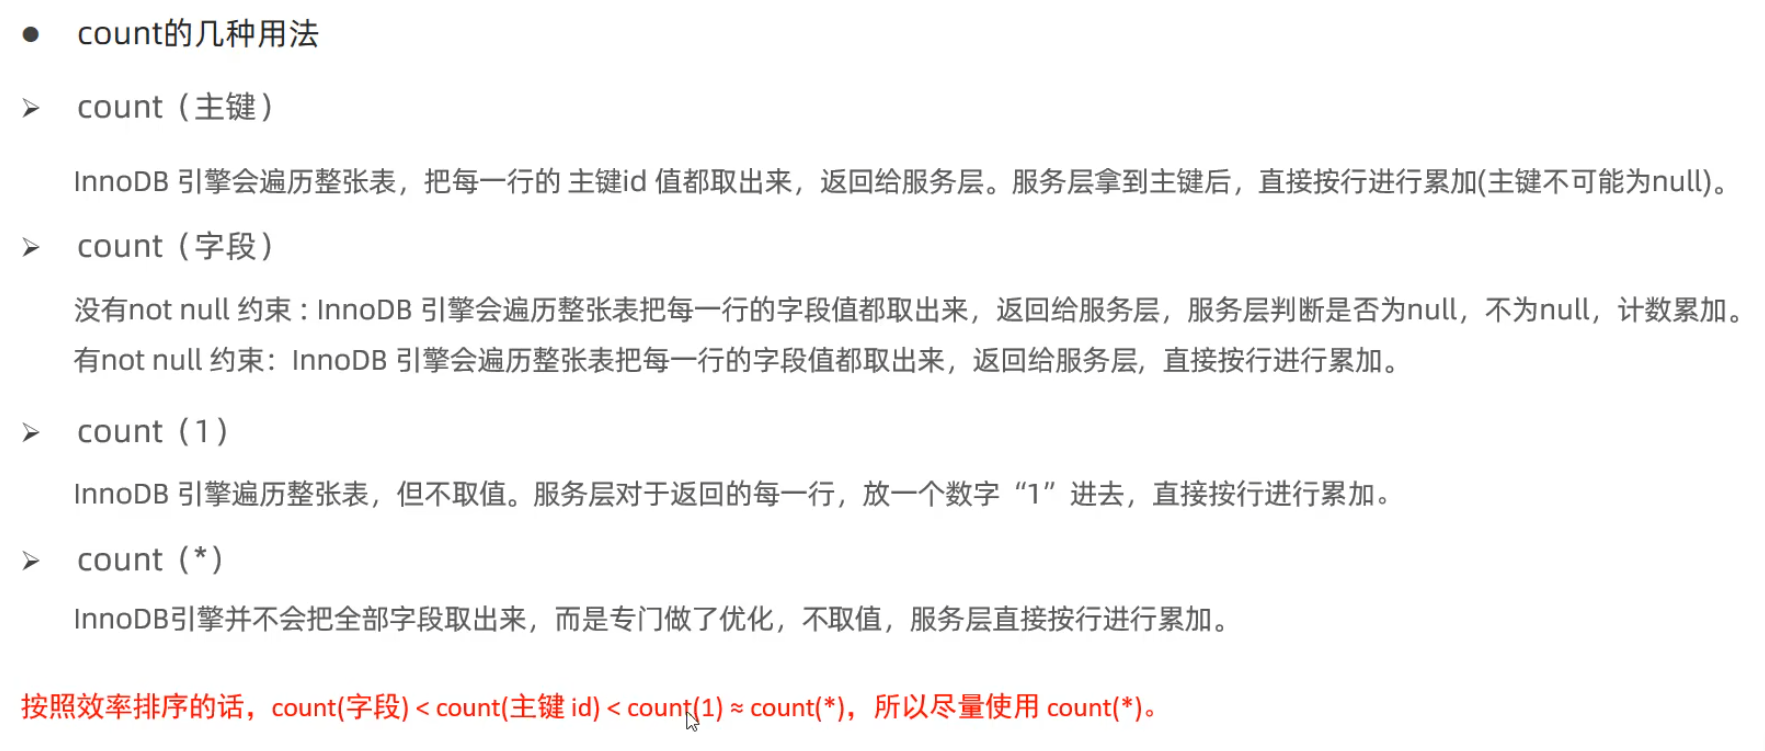 ● count的几种用法
➢ count（主键）
InnoDB 引擎会遍历整张表，把每一行的 主键id 值都取出来，返回给服务层。服务层拿到主键后，直接按行进行累加(主键不可能为null)。
➢ count（字段）
没有not null 约束 : InnoDB 引擎会遍历整张表把每一行的字段值都取出来，返回给服务层，服务层判断是否为null，不为null，计数累加。
有not null 约束：InnoDB 引擎会遍历整张表把每一行的字段值都取出来，返回给服务层，直接按行进行累加。
➢ count（1）
InnoDB 引擎遍历整张表，但不取值。服务层对于返回的每一行，放一个数字“1”进去，直接按行进行累加。
➢ count（*）
InnoDB引擎并不会把全部字段取出来，而是专门做了优化，不取值，服务层直接按行进行累加。
按照效率排序的话，count(字段) < count(主键 id) < count(1) ≈ count(*)，所以尽量使用 count(*)。